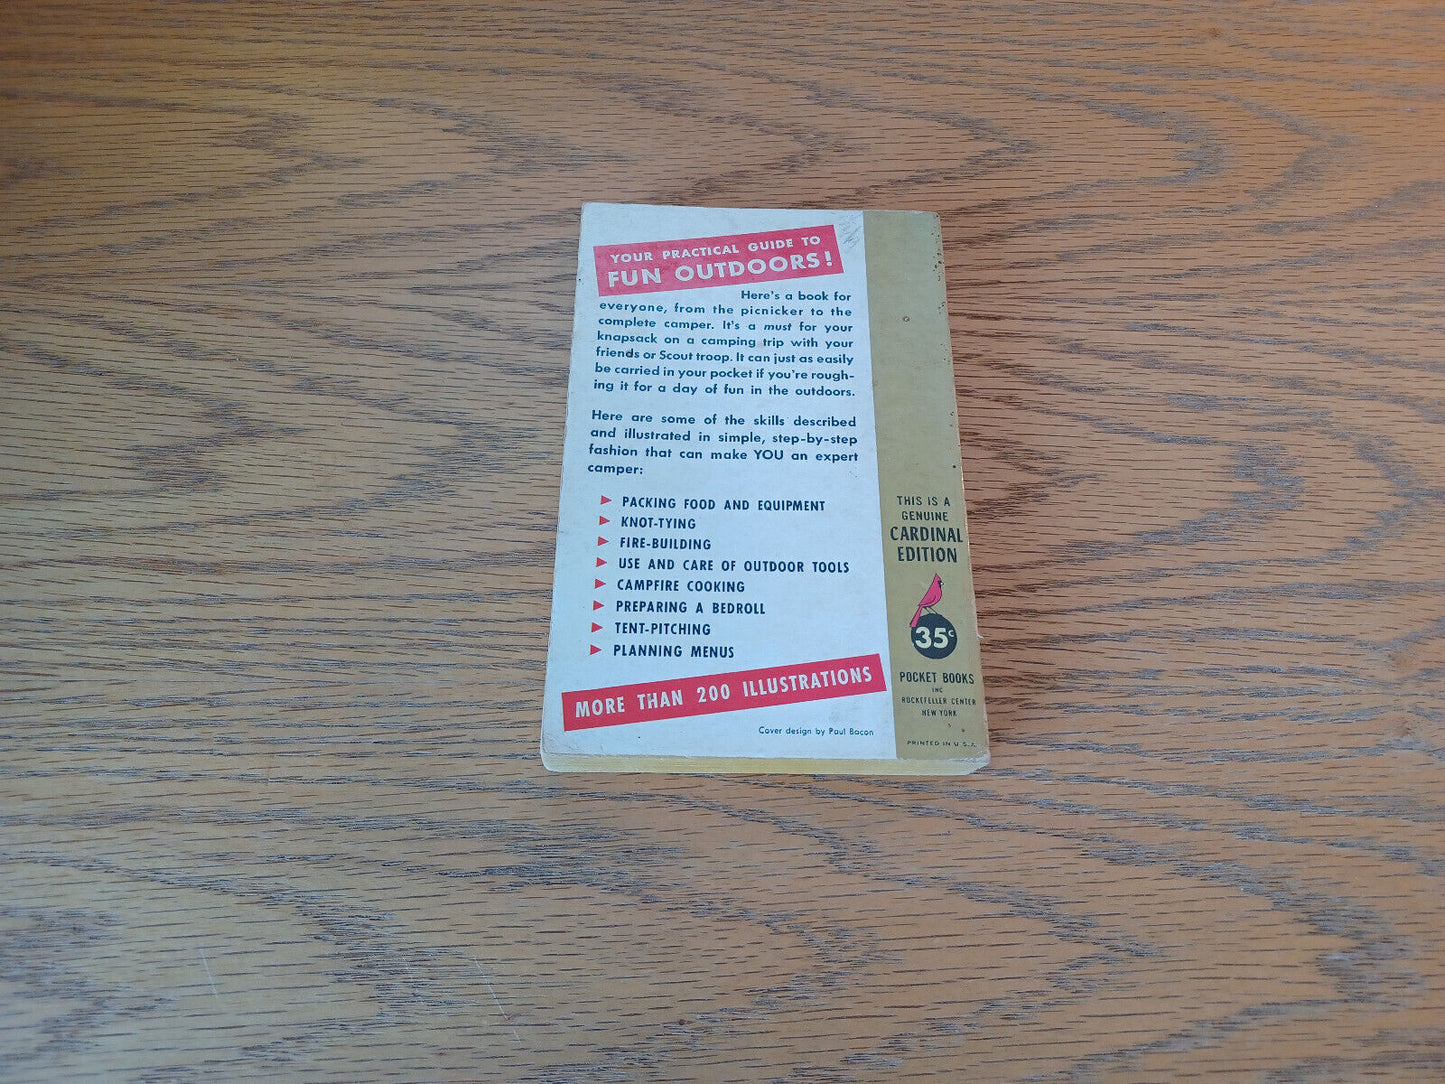 YOUR PRACTICAL GUIDE TO
FUN OUTDOORS!
Here's a book for
everyone, from the picnicker to the
complete camper. It's a must for your
knapsack on a camping trip with your
friends or Scout troop. It can just as easily
be carried in your pocket if you're rough-
ing it for a day of fun in the outdoors.
Here are some of the skills described
and illustrated in simple, step-by-step
fashion that can make YOU an expert
camper:
PACKING FOOD AND EQUIPMENT
KNOT-TYING
FIRE-BUILDING
USE AND CARE OF OUTDOOR TOOLS
CAMPFIRE COOKING
PREPARING A BEDROLL
TENT-PITCHING
PLANNING MENUS
MORE THAN 200 ILLUSTRATIONS
Cover design by Paul Bacon
THIS IS A
GENUINE
CARDINAL
EDITION
35c
POCKET BOOKS
INC
ROCKEFELLER CENTER
NEW YORK
PRINTED IN U.S.A.